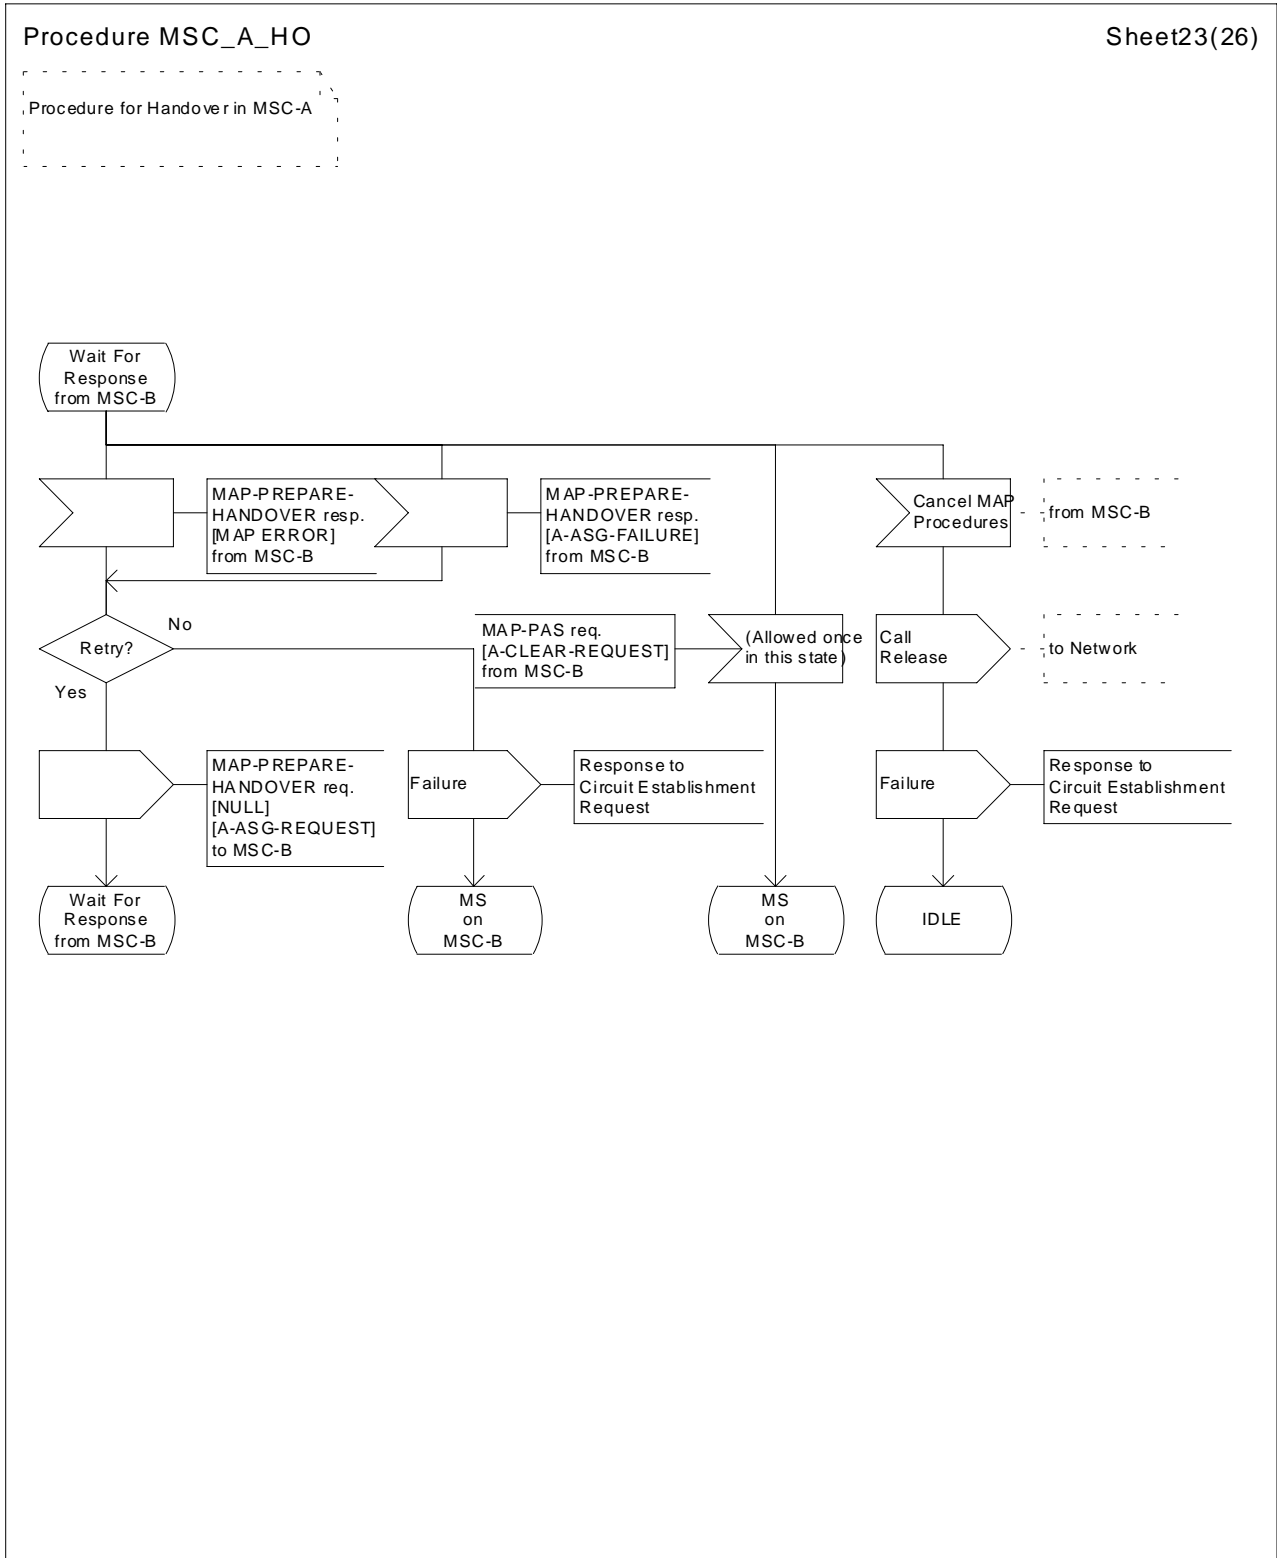 Procedure MSC_A_HO
Sheet23(26)
Procedure for Handover in MSC-A
Wait For
Response
from MSC-B
MAP-PREPARE-
HANDOVER resp.
[MAP ERROR]
from MSC-B
MAP-PREPARE-
HANDOVER resp.
[A-ASG-FAILURE]
from MSC-B
Cancel MAP
Procedures
from MSC-B
Retry?
No
Yes
MAP-PAS req.
[A-CLEAR-REQUEST]
from MSC-B
(Allowed once
in this state)
Call
Release
to Network
MAP-PREPARE-
HANDOVER req.
[NULL]
[A-ASG-REQUEST]
to MSC-B
Failure
Response to
Circuit Establishment
Request
Failure
Response to
Circuit Establishment
Request
Wait For
Response
from MSC-B
MS
on
MSC-B
MS
on
MSC-B
IDLE